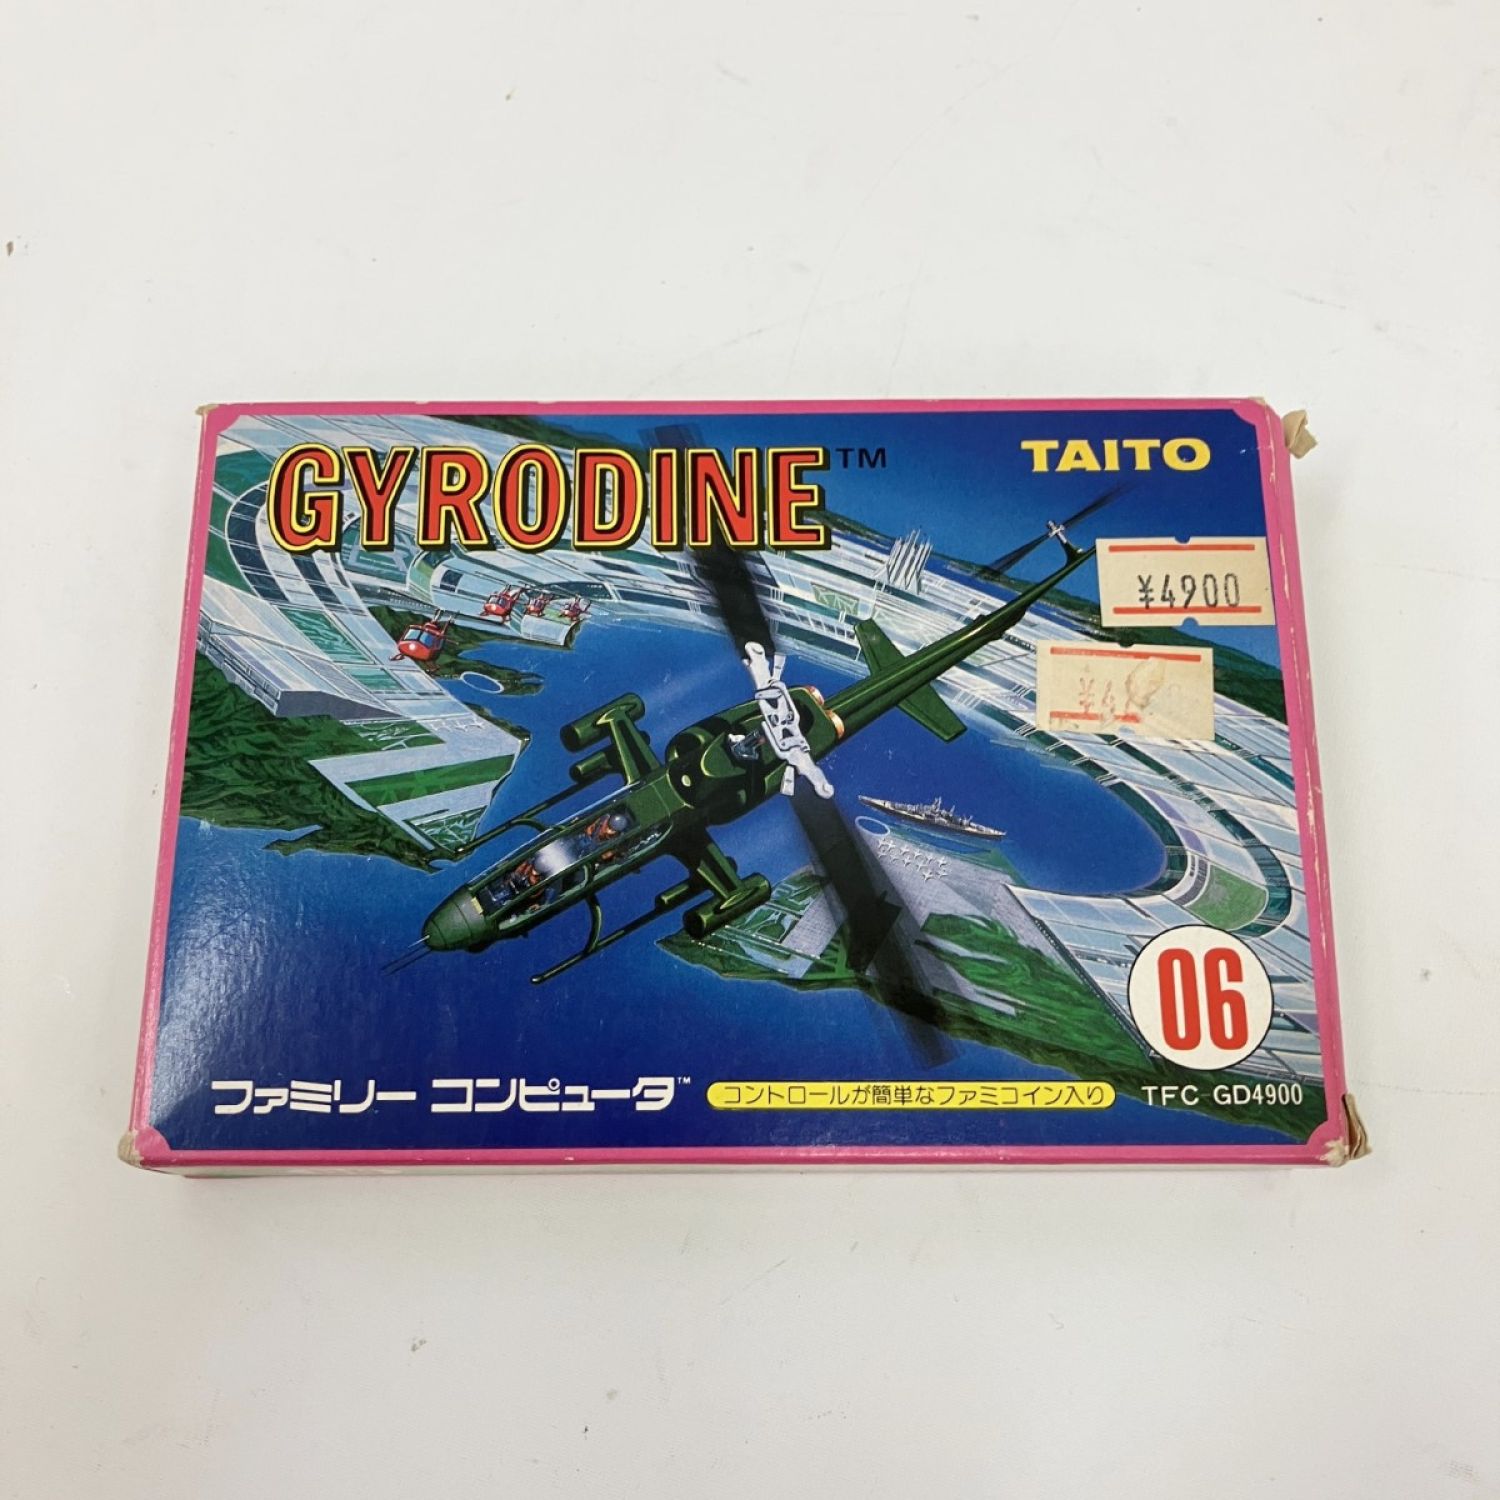 GYRODINE™
TAITO
¥4900
¥4
06
ファミリー コンピュータ™
コントロールが簡単なファミコイン入り
TFC-GD4900